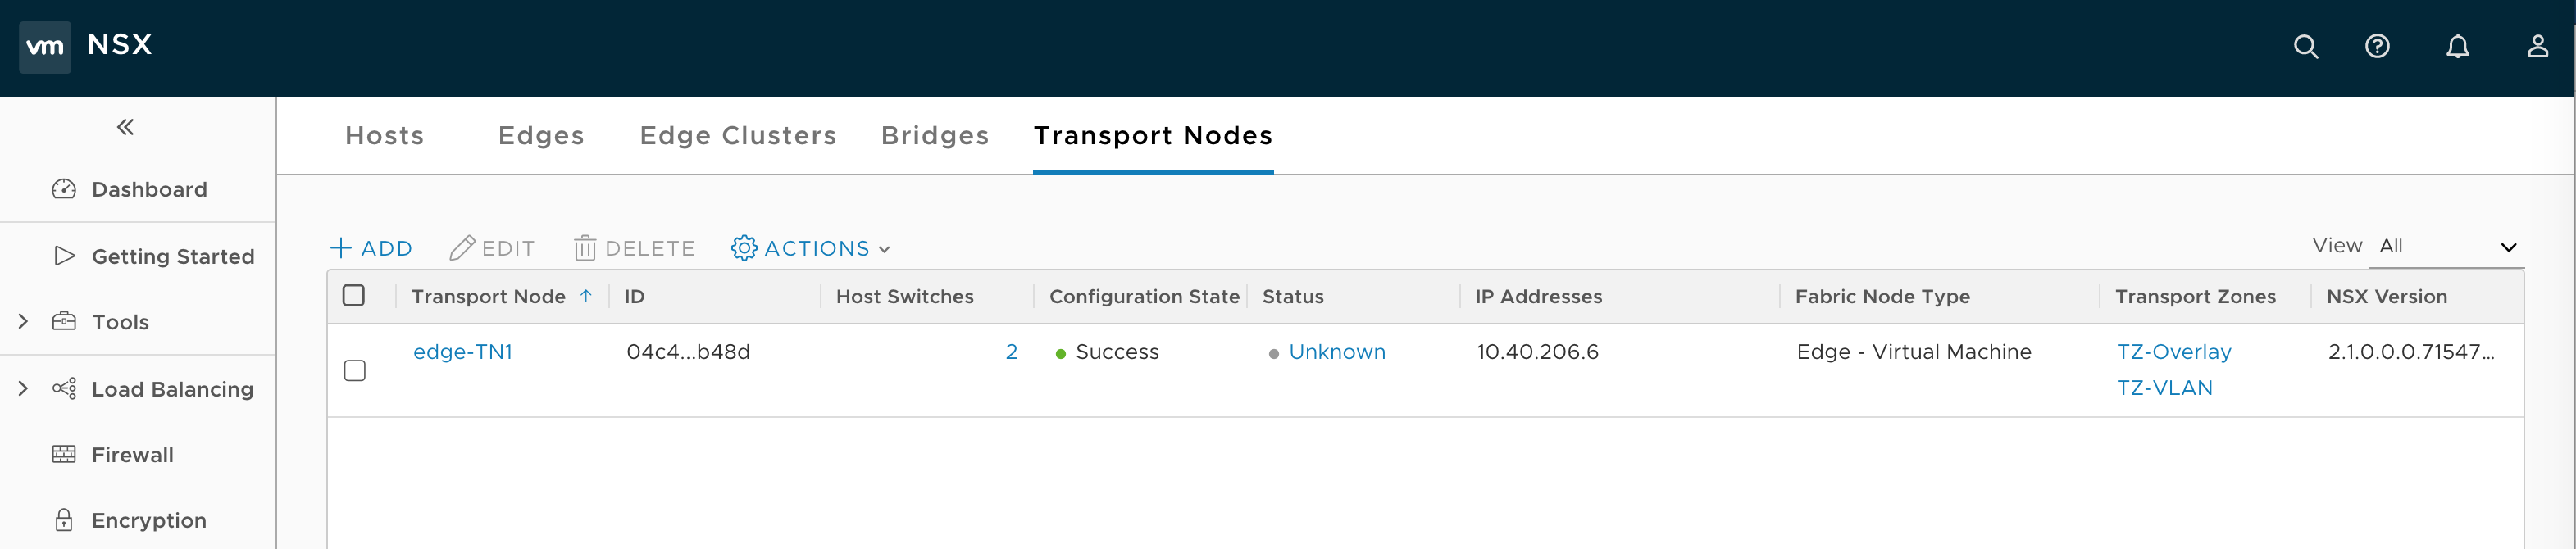 vm NSX
Hosts Edges Edge Clusters Bridges Transport Nodes
Dashboard
Getting Started
Tools
Load Balancing
Firewall
Encryption
ADD EDIT DELETE ACTIONS View All
Transport Node ID Host Switches Configuration State Status IP Addresses Fabric Node Type Transport Zones NSX Version
edge-TN1 04c4...b48d 2 Success Unknown 10.40.206.6 Edge - Virtual Machine TZ-Overlay 2.1.0.0.0.71547...
TZ-VLAN